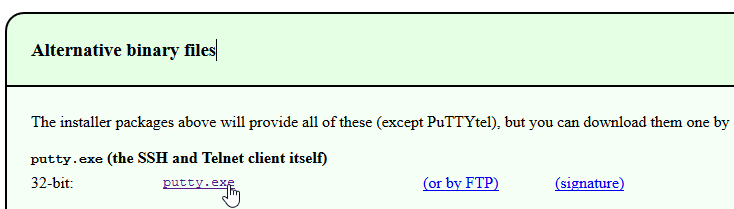 Alternative binary files
The installer packages above will provide all of these (except PuTTYtel), but you can download them one by
putty.exe (the SSH and Telnet client itself)
32-bit: putty.exe (or by FTP) (signature)